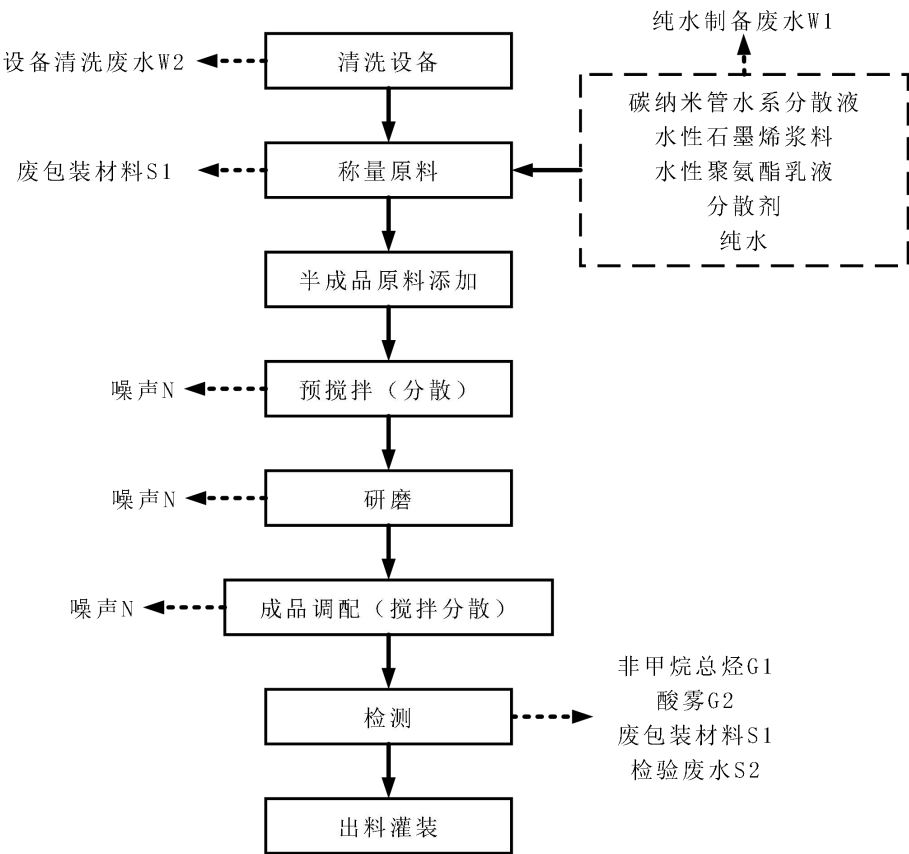 纯水制备废水W1
设备清洗废水W2
清洗设备
碳纳米管水系分散液
水性石墨烯浆料
水性聚氨酯乳液
分散剂
纯水
废包装材料S1
称量原料
半成品原料添加
噪声N
预搅拌（分散）
噪声N
研磨
噪声N
成品调配（搅拌分散）
检测
非甲烷总烃G1
酸雾G2
废包装材料S1
检验废水S2
出料灌装